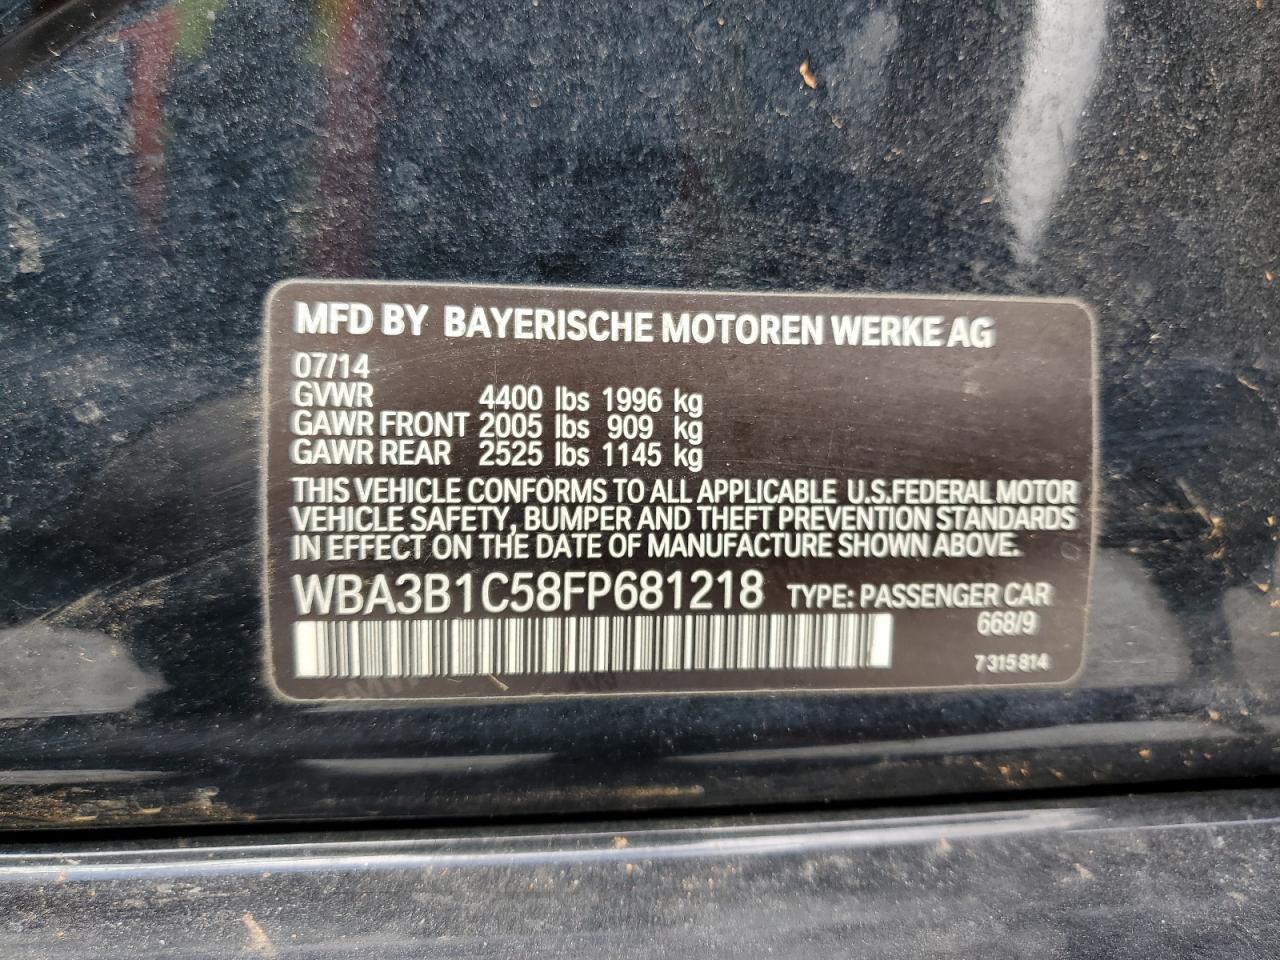 MFD BY BAYERISCHE MOTOREN WERKE AG
07/14
GVWR 4400 lbs 1996 kg
GAWR FRONT 2005 lbs 909 kg
GAWR REAR 2525 lbs 1145 kg
THIS VEHICLE CONFORMS TO ALL APPLICABLE U.S.FEDERAL MOTOR
VEHICLE SAFETY, BUMPER AND THEFT PREVENTION STANDARDS
IN EFFECT ON THE DATE OF MANUFACTURE SHOWN ABOVE.
WBA3B1C58FP681218 TYPE: PASSENGER CAR
668/9
7 315 814